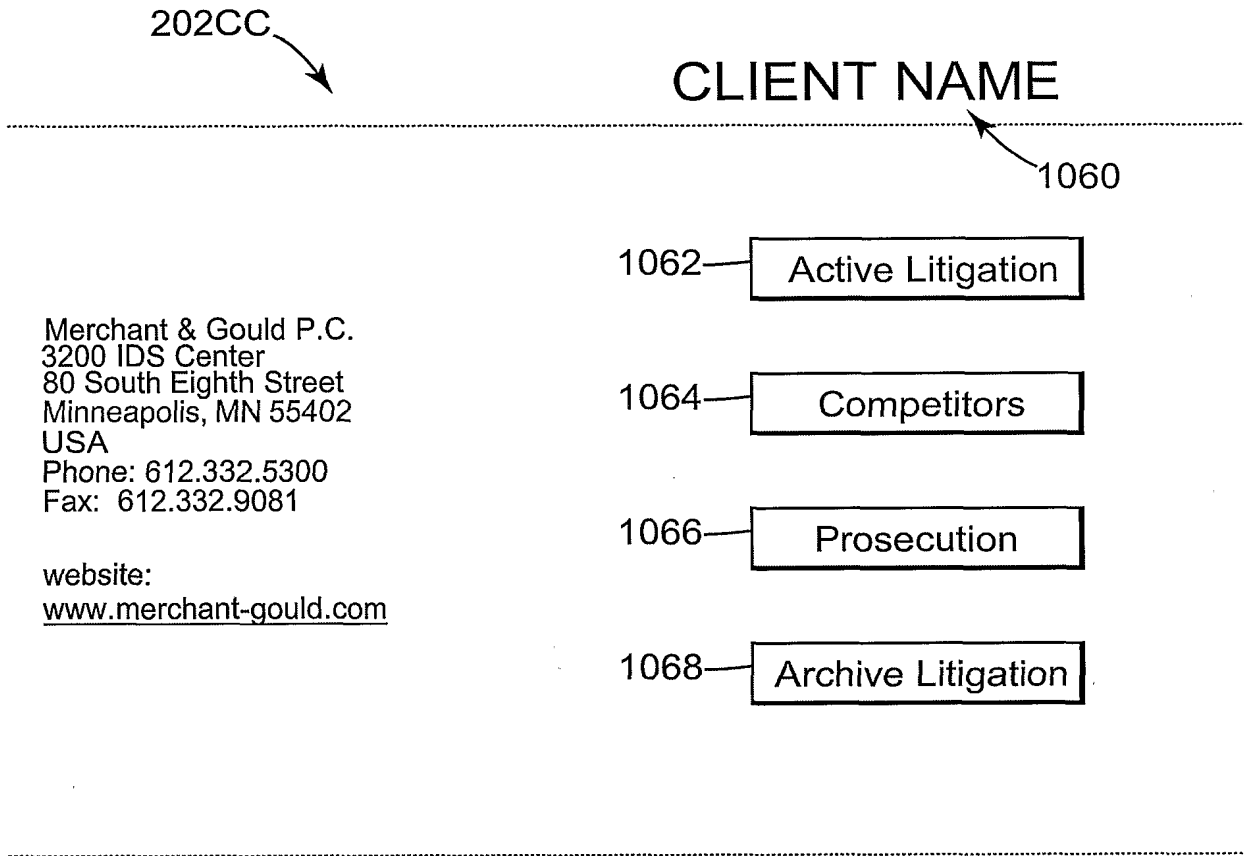 202CC
CLIENT NAME
1060
1062
Active Litigation
Merchant & Gould P.C.
3200 IDS Center
80 South Eighth Street
Minneapolis, MN 55402
USA
Phone: 612.332.5300
Fax: 612.332.9081
1064
Competitors
1066
Prosecution
website:
www.merchant-gould.com
1068
Archive Litigation